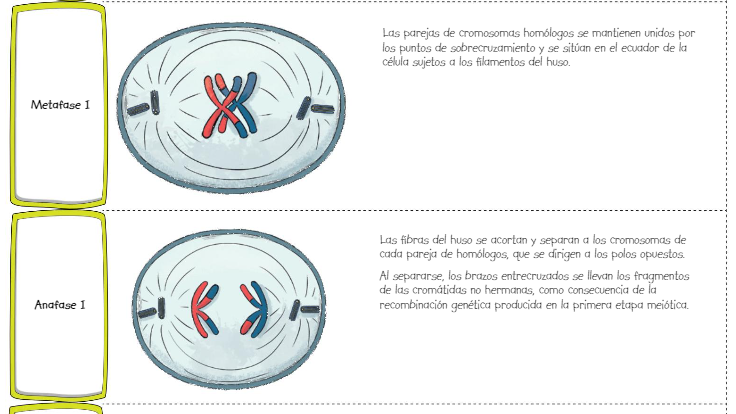 Metafase 1
Las parejas de cromosomas homólogos se mantienen unidos por
los puntos de sobrecruzamiento y se sitúan en el ecuador de la
célula sujetos a los filamentos del huso.
Anafase 1
Las fibras del huso se acortan y separan a los cromosomas de
cada pareja de homólogos, que se dirigen a los polos opuestos.
Al separarse, los brazos entrecruzados se llevan los fragmentos
de las cromátidas no hermanas, como consecuencia de la
recombinación genética producida en la primera etapa meiótica.